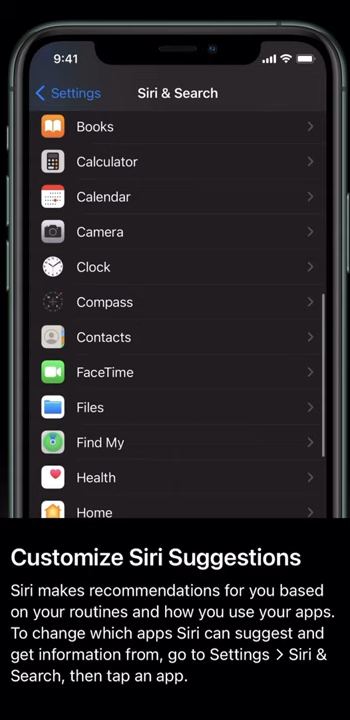 9:41
Settings
Siri & Search
Books
Calculator
Calendar
Camera
Clock
Compass
Contacts
FaceTime
Files
Find My
Health
Home
Customize Siri Suggestions
Siri makes recommendations for you based
on your routines and how you use your apps.
To change which apps Siri can suggest and
get information from, go to Settings > Siri &
Search, then tap an app.